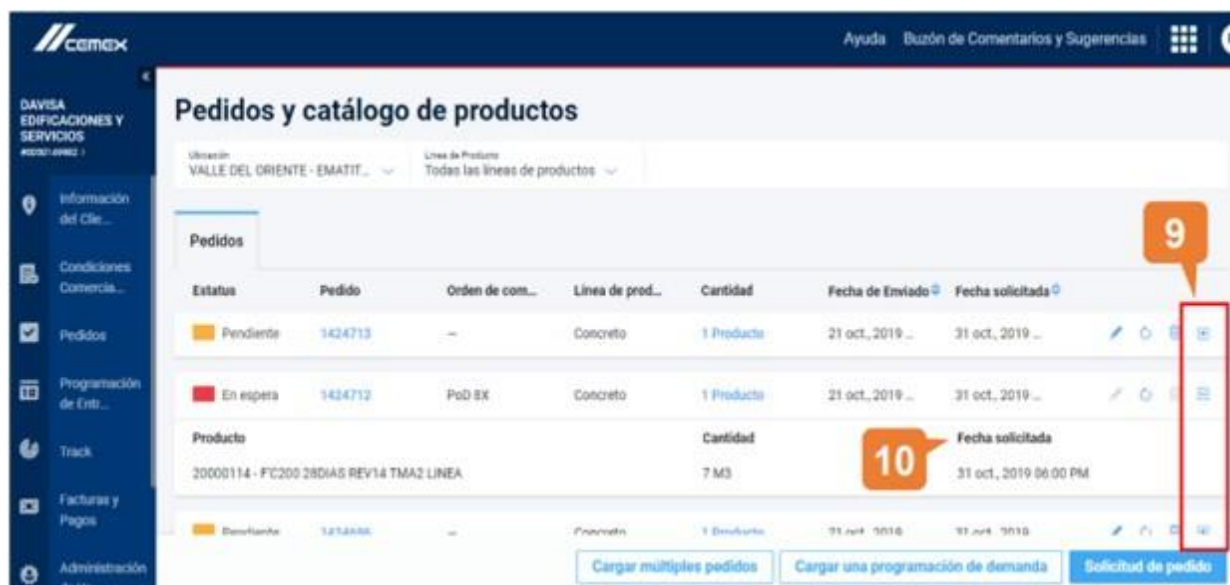 cemex
Ayuda Buzón de Comentarios y Sugerencias
DAVISA
EDIFICACIONES Y
SERVICIOS
Información
del Clie...
Condiciones
Comercia...
Pedidos
Programación
de Entr...
Track
Facturas y
Pagos
Administración
Pedidos y catálogo de productos
Ubicación Línea de Producto
VALLE DEL ORIENTE - EMATIT... Todas las líneas de productos
Pedidos
9
Estatus Pedido Orden de com... Línea de prod... Cantidad Fecha de Enviado Fecha solicitada
Pendiente 1424713 -- Concreto 1 Producto 21 oct., 2019 ... 31 oct., 2019 ...
En espera 1424712 PoD 8X Concreto 1 Producto 21 oct., 2019 ... 31 oct., 2019 ...
Producto Cantidad Fecha solicitada
10
20000114 - F'C200 28DIAS REV14 TMA2 LINEA 7 M3 31 oct., 2019 06:00 PM
Pendiente -- Concreto 1 Producto 21 oct., 2019 31 oct., 2019
Cargar múltiples pedidos Cargar una programación de demanda Solicitud de pedido